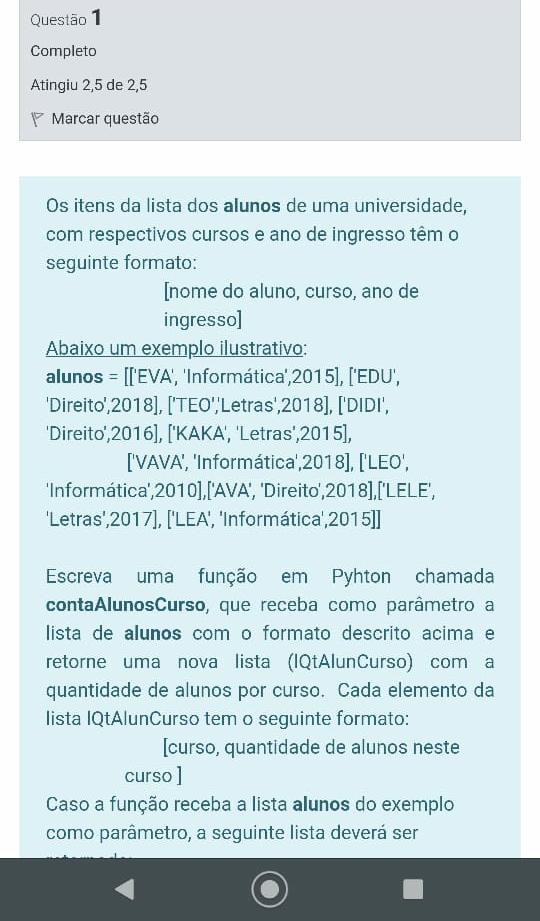 Questão 1
Completo
Atingiu 2,5 de 2,5
Marcar questão
Os itens da lista dos alunos de uma universidade,
com respectivos cursos e ano de ingresso têm o
seguinte formato:
[nome do aluno, curso, ano de
ingresso]
Abaixo um exemplo ilustrativo:
alunos = [['EVA', 'Informática',2015], ['EDU',
'Direito',2018], ['TEO','Letras',2018], ['DIDI',
'Direito',2016], ['KAKA', 'Letras',2015],
['VAVA', 'Informática',2018], ['LEO',
'Informática',2010],['AVA', 'Direito',2018],['LELE',
'Letras',2017], ['LEA', 'Informática',2015]]
Escreva uma função em Pyhton chamada
contaAlunosCurso, que receba como parâmetro a
lista de alunos com o formato descrito acima e
retorne uma nova lista (lQtAlunCurso) com a
quantidade de alunos por curso. Cada elemento da
lista lQtAlunCurso tem o seguinte formato:
[curso, quantidade de alunos neste
curso ]
Caso a função receba a lista alunos do exemplo
como parâmetro, a seguinte lista deverá ser